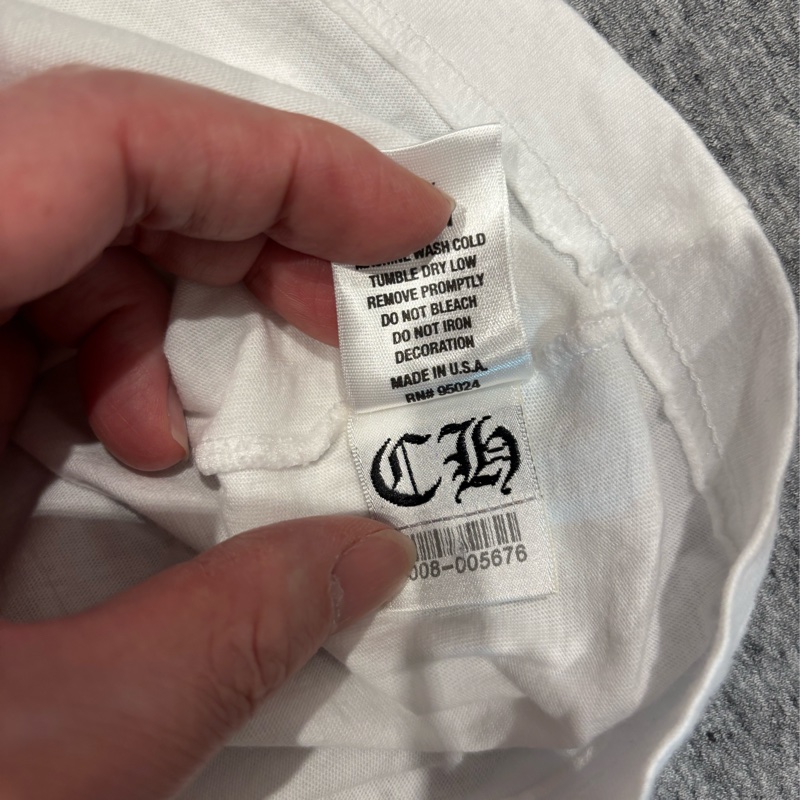 WASH COLD
TUMBLE DRY LOW
REMOVE PROMPTLY
DO NOT BLEACH
DO NOT IRON
DECORATION
MADE IN U.S.A.
RN# 95024
CH
008-005676